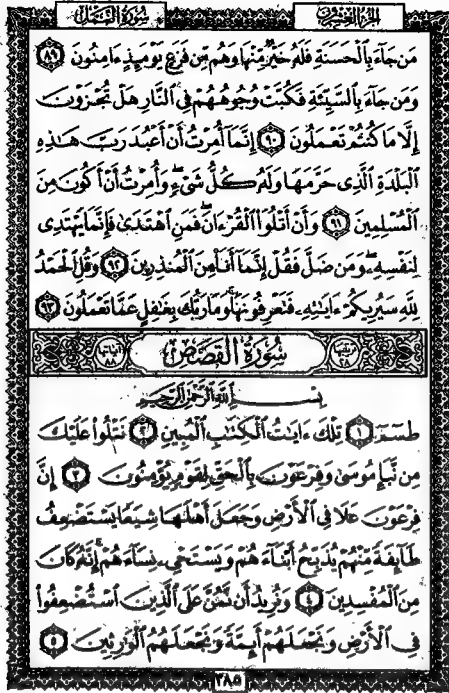 الجزء العشرون
سورة النمل
مَن جَآءَ بِٱلْحَسَنَةِ فَلَهُۥ خَيْرٌ مِّنْهَا وَهُم مِّن فَزَعٍ يَوْمَئِذٍ ءَامِنُونَ ٨٩
وَمَن جَآءَ بِٱلسَّيِّئَةِ فَكُبَّتْ وُجُوهُهُمْ فِى ٱلنَّارِ هَلْ تُجْزَوْنَ
إِلَّا مَا كُنتُمْ تَعْمَلُونَ ٩٠ إِنَّمَآ أُمِرْتُ أَنْ أَعْبُدَ رَبَّ هَٰذِهِ
ٱلْبَلْدَةِ ٱلَّذِى حَرَّمَهَا وَلَهُۥ كُلُّ شَىْءٍ وَأُمِرْتُ أَنْ أَكُونَ مِنَ
ٱلْمُسْلِمِينَ ٩١ وَأَنْ أَتْلُوَا۟ ٱلْقُرْءَانَ فَمَنِ ٱهْتَدَىٰ فَإِنَّمَا يَهْتَدِى
لِنَفْسِهِۦ وَمَن ضَلَّ فَقُلْ إِنَّمَآ أَنَا۠ مِنَ ٱلْمُنذِرِينَ ٩٢ وَقُلِ ٱلْحَمْدُ
لِلَّهِ سَيُرِيكُمْ ءَايَٰتِهِۦ فَتَعْرِفُونَهَا وَمَا رَبُّكَ بِغَٰفِلٍ عَمَّا تَعْمَلُونَ ٩٣
سُورَةُ القَصَصِ
بِسْمِ ٱللَّهِ ٱلرَّحْمَٰنِ ٱلرَّحِيمِ
طسٓمٓ ١ تِلْكَ ءَايَٰتُ ٱلْكِتَٰبِ ٱلْمُبِينِ ٢ نَتْلُوا۟ عَلَيْكَ
مِن نَّبَإِ مُوسَىٰ وَفِرْعَوْنَ بِٱلْحَقِّ لِقَوْمٍ يُؤْمِنُونَ ٣ إِنَّ
فِرْعَوْنَ عَلَا فِى ٱلْأَرْضِ وَجَعَلَ أَهْلَهَا شِيَعًا يَسْتَضْعِفُ
طَآئِفَةً مِّنْهُمْ يُذَبِّحُ أَبْنَآءَهُمْ وَيَسْتَحْىِۦ نِسَآءَهُمْ إِنَّهُۥ كَانَ
مِنَ ٱلْمُفْسِدِينَ ٤ وَنُرِيدُ أَن نَّمُنَّ عَلَى ٱلَّذِينَ ٱسْتُضْعِفُوا۟
فِى ٱلْأَرْضِ وَنَجْعَلَهُمْ أَئِمَّةً وَنَجْعَلَهُمُ ٱلْوَٰرِثِينَ ٥
٣٨٥